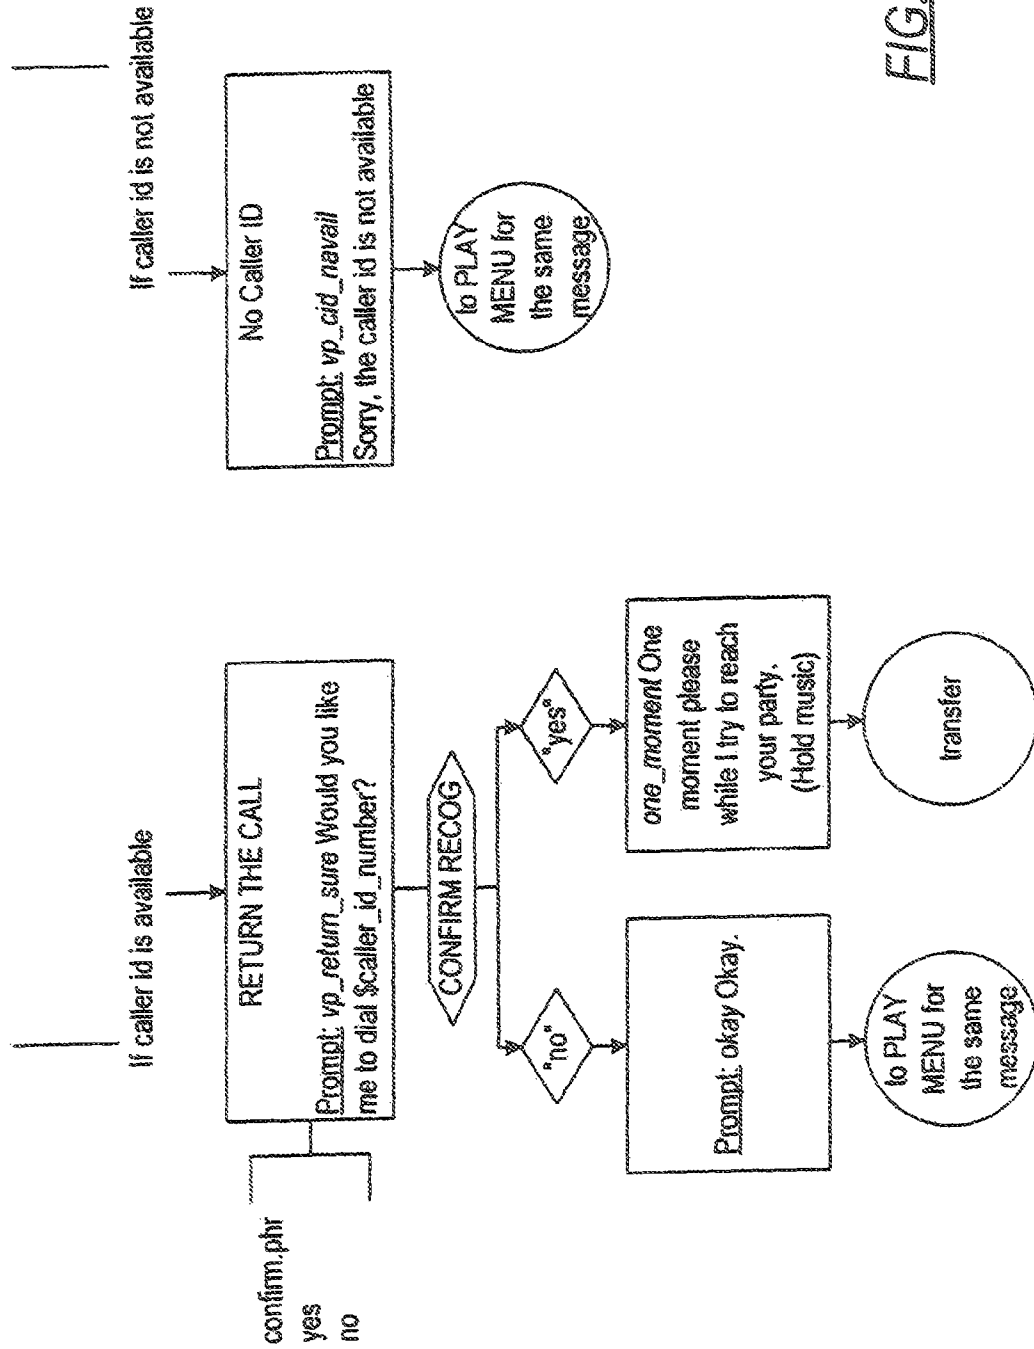 If caller id is available
RETURN THE CALL
Prompt: vp_return_sure Would you like
me to dial $caller_id_number?
confirm.phr
yes
no
CONFIRM RECOG
"no"
Prompt: okay Okay.
to PLAY
MENU for
the same
message
"yes"
one_moment One
moment please
while I try to reach
your party.
(Hold music)
transfer
If caller id is not available
No Caller ID
Prompt: vp_cid_navail
Sorry, the caller id is not available
to PLAY
MENU for
the same
message
FIG.